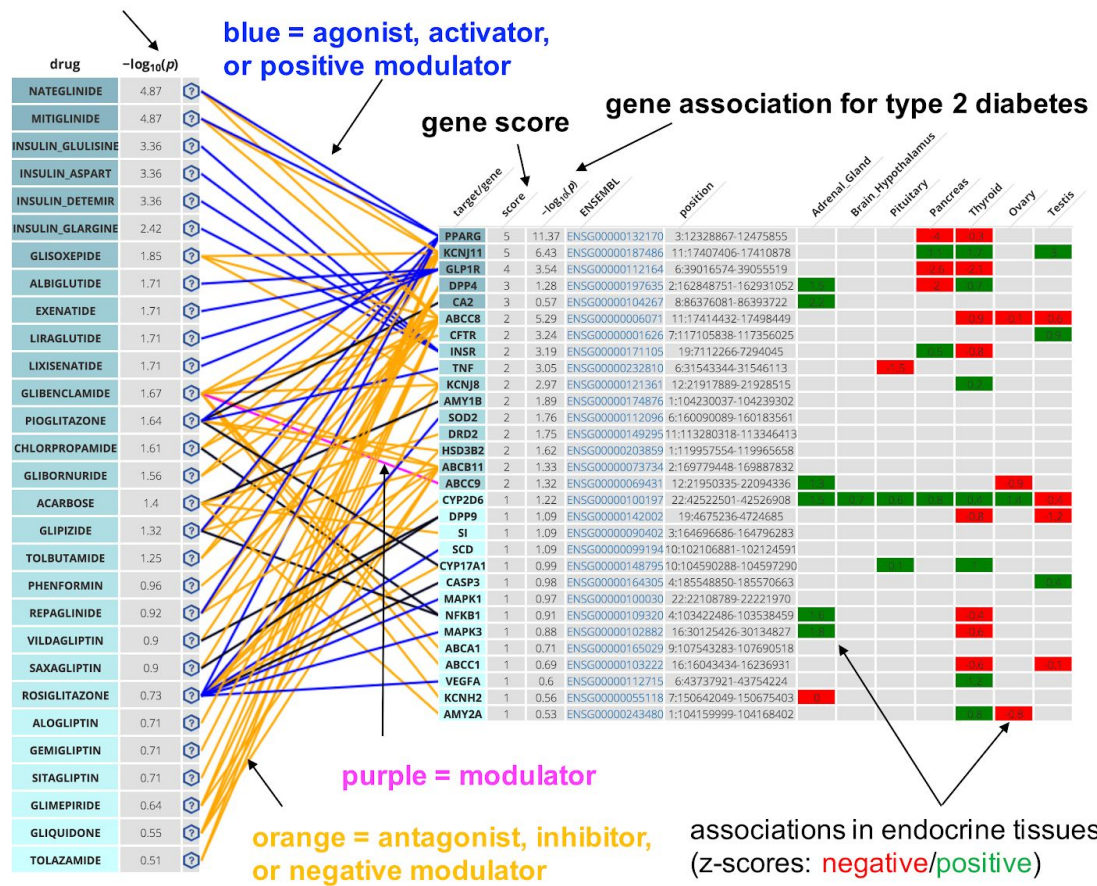 blue = agonist, activator,
or positive modulator
gene association for type 2 diabetes
gene score
drug −log10(p)
NATEGLINIDE 4.87
MITIGLINIDE 4.87
INSULIN_GLULISINE 3.36
INSULIN_ASPART 3.36
INSULIN_DETEMIR 3.36
INSULIN_GLARGINE 2.42
GLISOXEPIDE 1.85
ALBIGLUTIDE 1.71
EXENATIDE 1.71
LIRAGLUTIDE 1.71
LIXISENATIDE 1.71
GLIBENCLAMIDE 1.67
PIOGLITAZONE 1.64
CHLORPROPAMIDE 1.61
GLIBORNURIDE 1.56
ACARBOSE 1.4
GLIPIZIDE 1.32
TOLBUTAMIDE 1.25
PHENFORMIN 0.96
REPAGLINIDE 0.92
VILDAGLIPTIN 0.9
SAXAGLIPTIN 0.9
ROSIGLITAZONE 0.73
ALOGLIPTIN 0.71
GEMIGLIPTIN 0.71
SITAGLIPTIN 0.71
GLIMEPIRIDE 0.64
GLIQUIDONE 0.55
TOLAZAMIDE 0.51
target/gene score −log10(p) ENSEMBL position Adrenal_Gland Brain_Hypothalamus Pituitary Pancreas Thyroid Ovary Testis
PPARG 5 11.37 ENSG00000132170 3:12328867-12475855
KCNJ11 5 6.43 ENSG00000187486 11:17407406-17410878
GLP1R 4 3.54 ENSG00000112164 6:39016574-39055519
DPP4 3 1.28 ENSG00000197635 2:162848751-162931052
CA2 3 0.57 ENSG00000104267 8:86376081-86393722
ABCC8 2 5.29 ENSG00000006071 11:17414432-17498449
CFTR 2 3.24 ENSG00000001626 7:117105838-117356025
INSR 2 3.19 ENSG00000171105 19:7112266-7294045
TNF 2 3.05 ENSG00000232810 6:31543344-31546113
KCNJ8 2 2.97 ENSG00000121361 12:21917889-21928515
AMY1B 2 1.89 ENSG00000174876 1:104230037-104239302
SOD2 2 1.76 ENSG00000112096 6:160090089-160183561
DRD2 2 1.75 ENSG00000149295 11:113280318-113346413
HSD3B2 2 1.62 ENSG00000203859 1:119957554-119965658
ABCB11 2 1.33 ENSG00000073734 2:169779448-169887832
ABCC9 2 1.32 ENSG00000069431 12:21950335-22094336
CYP2D6 1 1.22 ENSG00000100197 22:42522501-42526908
DPP9 1 1.09 ENSG00000142002 19:4675236-4724685
SI 1 1.09 ENSG00000090402 3:164696686-164796283
SCD 1 1.09 ENSG00000099194 10:102106881-102124591
CYP17A1 1 0.99 ENSG00000148795 10:104590288-104597290
CASP3 1 0.98 ENSG00000164305 4:185548850-185570663
MAPK1 1 0.97 ENSG00000100030 22:22108789-22221970
NFKB1 1 0.91 ENSG00000109320 4:103422486-103538459
MAPK3 1 0.88 ENSG00000102882 16:30125426-30134827
ABCA1 1 0.71 ENSG00000165029 9:107543283-107690518
ABCC1 1 0.69 ENSG00000103222 16:16043434-16236931
VEGFA 1 0.6 ENSG00000112715 6:43737921-43754224
KCNH2 1 0.56 ENSG00000055118 7:150642049-150675403
AMY2A 1 0.53 ENSG00000243480 1:104159999-104168402
purple = modulator
orange = antagonist, inhibitor,
or negative modulator
associations in endocrine tissues
(z-scores: negative/positive)